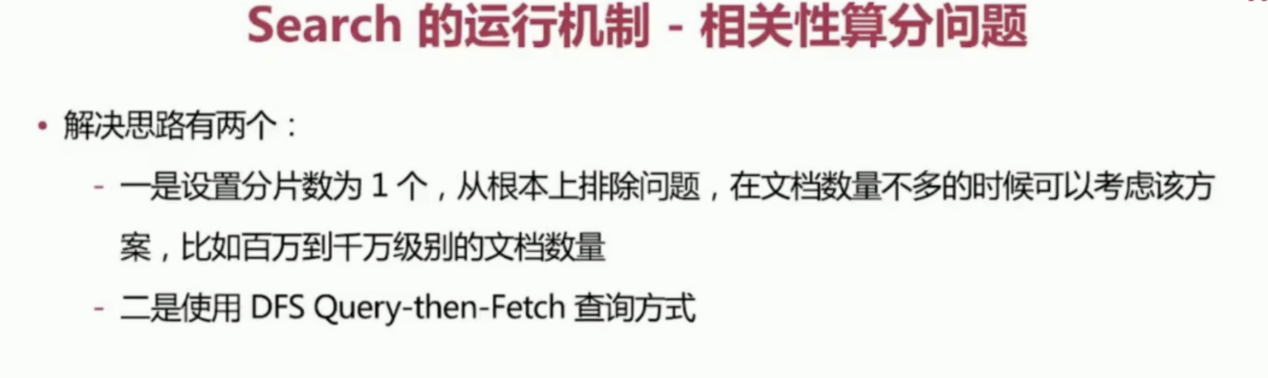 Search 的运行机制 - 相关性算分问题
• 解决思路有两个：
- 一是设置分片数为 1 个，从根本上排除问题，在文档数量不多的时候可以考虑该方
案，比如百万到千万级别的文档数量
- 二是使用 DFS Query-then-Fetch 查询方式